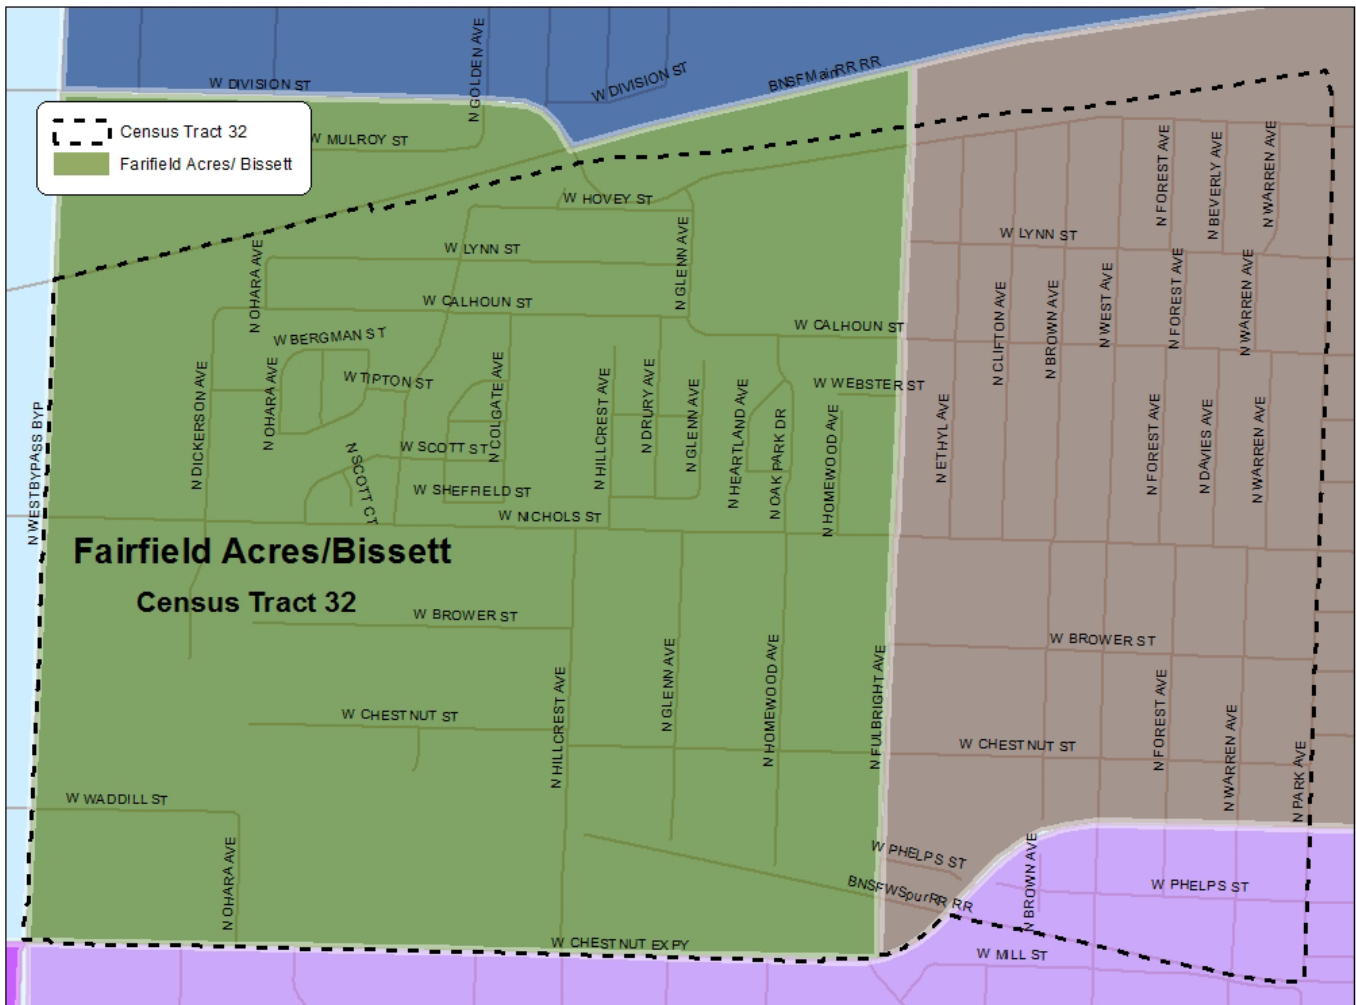 N GOLDEN AVE
W DIVISION ST
W DIVISION ST
BNSFMainRR RR
Census Tract 32
Farifield Acres/ Bissett
W MULROY ST
W HOVEY ST
N FOREST AVE
N BEVERLY AVE
N WARREN AVE
W LYNN ST
W LYNN ST
N OHARA AVE
N GLENN AVE
W CALHOUN ST
W CALHOUN ST
N CLIFTON AVE
N BROWN AVE
N WEST AVE
N FOREST AVE
N WARREN AVE
W BERGMAN ST
W TIPTON ST
W WEBSTER ST
N WESTBYPASS BYP
N DICKERSON AVE
N OHARA AVE
N COLGATE AVE
N HILLCREST AVE
N DRURY AVE
N GLENN AVE
N HEARTLAND AVE
N OAK PARK DR
N HOMEWOOD AVE
N ETHYL AVE
N FOREST AVE
N DAVIES AVE
N WARREN AVE
W SCOTT ST
N SCOTT CT
W SHEFFIELD ST
W NICHOLS ST
Fairfield Acres/Bissett
Census Tract 32
W BROWER ST
W BROWER ST
N HILLCREST AVE
N GLENN AVE
N HOMEWOOD AVE
N FULBRIGHT AVE
N FOREST AVE
N WARREN AVE
N PARK AVE
W CHESTNUT ST
W CHESTNUT ST
W WADDILL ST
N OHARA AVE
W PHELPS ST
BNSFWSpurRR RR
N BROWN AVE
W PHELPS ST
W CHESTNUT EXPY
W MILL ST